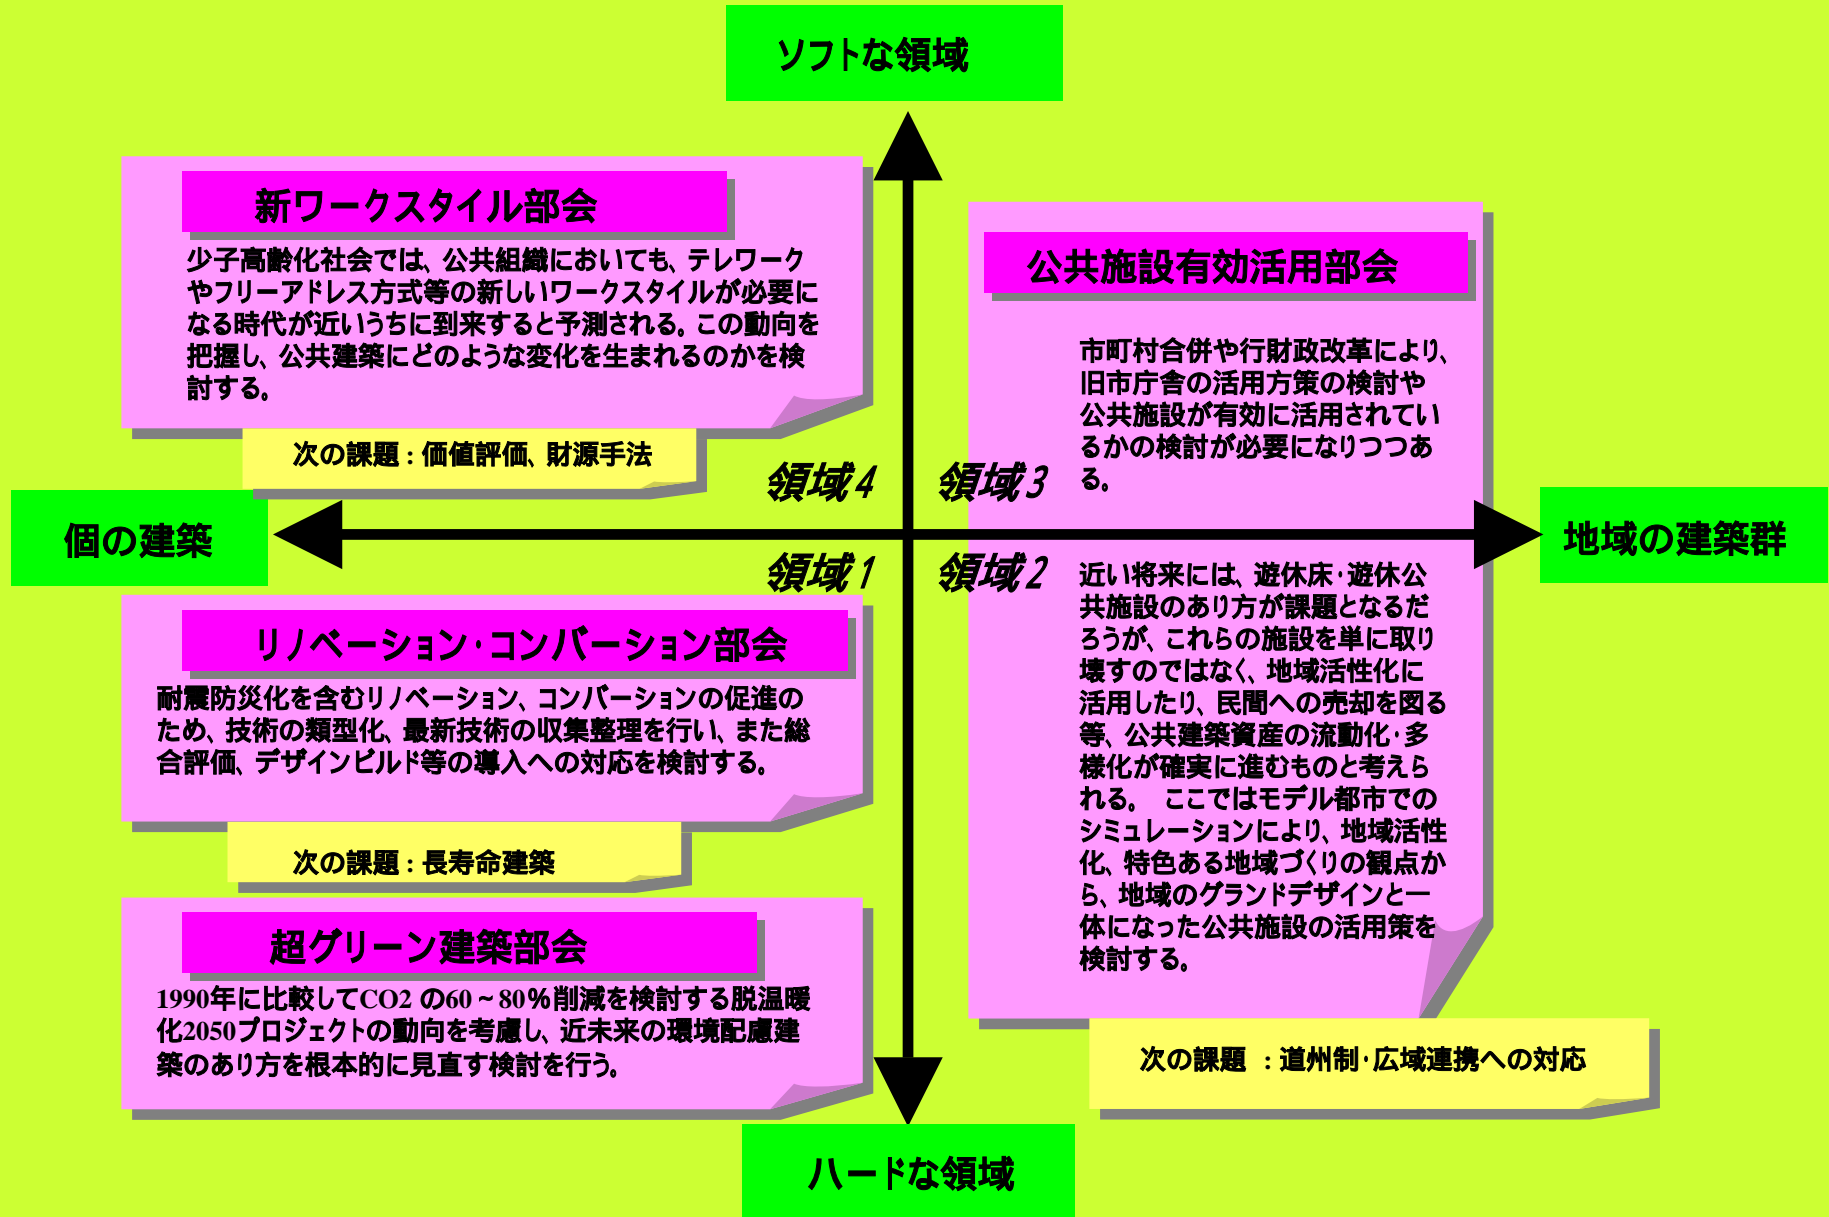 ソフトな領域
新ワークスタイル部会
少子高齢化社会では、公共組織においても、テレワーク
やフリーアドレス方式等の新しいワークスタイルが必要に
なる時代が近いうちに到来すると予測される。この動向を
把握し、公共建築にどのような変化を生まれるのかを検
討する。
次の課題：価値評価、財源手法
公共施設有効活用部会
市町村合併や行財政改革により、
旧市庁舎の活用方策の検討や
公共施設が有効に活用されてい
るかの検討が必要になりつつあ
る。
領域4
領域3
個の建築
地域の建築群
領域1
領域2
近い将来には、遊休床・遊休公
共施設のあり方が課題となるだ
ろうが、これらの施設を単に取り
壊すのではなく、地域活性化に
活用したり、民間への売却を図る
等、公共建築資産の流動化・多
様化が確実に進むものと考えら
れる。　ここではモデル都市での
シミュレーションにより、地域活性
化、特色ある地域づくりの観点か
ら、地域のグランドデザインと一
体になった公共施設の活用策を
検討する。
次の課題　：道州制・広域連携への対応
リノベーション・コンバーション部会
耐震防災化を含むリノベーション、コンバーションの促進の
ため、技術の類型化、最新技術の収集整理を行い、また総
合評価、デザインビルド等の導入への対応を検討する。
次の課題：長寿命建築
超グリーン建築部会
1990年に比較してCO2 の60～80%削減を検討する脱温暖
化2050プロジェクトの動向を考慮し、近未来の環境配慮建
築のあり方を根本的に見直す検討を行う。
ハードな領域